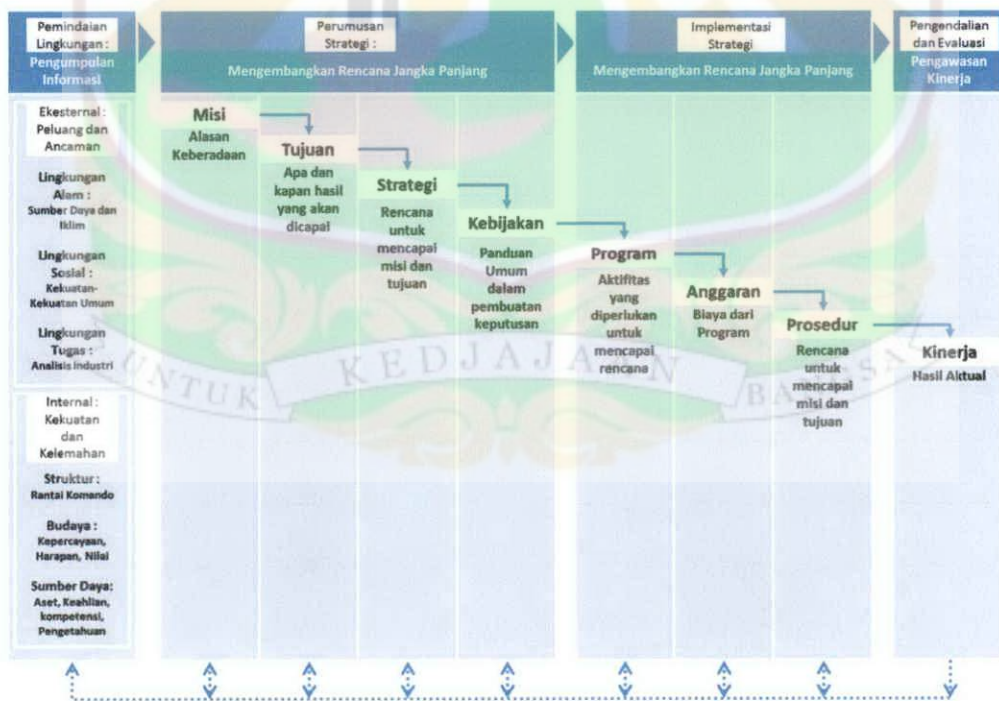 Pemindaian
Lingkungan :
Pengumpulan
Informasi
Perumusan
Strategi :
Mengembangkan Rencana Jangka Panjang
Implementasi
Strategi
Mengembangkan Rencana Jangka Panjang
Pengendalian
dan Evaluasi
Pengawasan
Kinerja
Ekesternal :
Peluang dan
Ancaman
Lingkungan
Alam :
Sumber Daya dan
Iklim
Lingkungan
Sosial :
Kekuatan-
Kekuatan Umum
Lingkungan
Tugas :
Analisis Industri
Internal :
Kekuatan
dan
Kelemahan
Struktur :
Rantai Komando
Budaya :
Kepercayaan,
Harapan, Nilai
Sumber Daya:
Aset, Keahlian,
kompetensi,
Pengetahuan
Misi
Alasan
Keberadaan
Tujuan
Apa dan
kapan hasil
yang akan
dicapai
Strategi
Rencana
untuk
mencapai
misi dan
tujuan
Kebijakan
Panduan
Umum
dalam
pembuatan
keputusan
Program
Aktifitas
yang
diperlukan
untuk
mencapai
rencana
Anggaran
Biaya dari
Program
Prosedur
Rencana
untuk
mencapai
misi dan
tujuan
Kinerja
Hasil Aktual
UNTUK KEDJAJAAN BANGSA